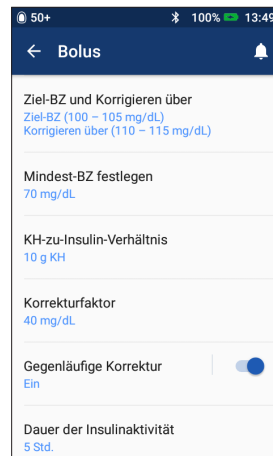 50+ 100% 13:49
Bolus
Ziel-BZ und Korrigieren über
Ziel-BZ (100 – 105 mg/dL)
Korrigieren über (110 – 115 mg/dL)
Mindest-BZ festlegen
70 mg/dL
KH-zu-Insulin-Verhältnis
10 g KH
Korrekturfaktor
40 mg/dL
Gegenläufige Korrektur
Ein
Dauer der Insulinaktivität
5 Std.